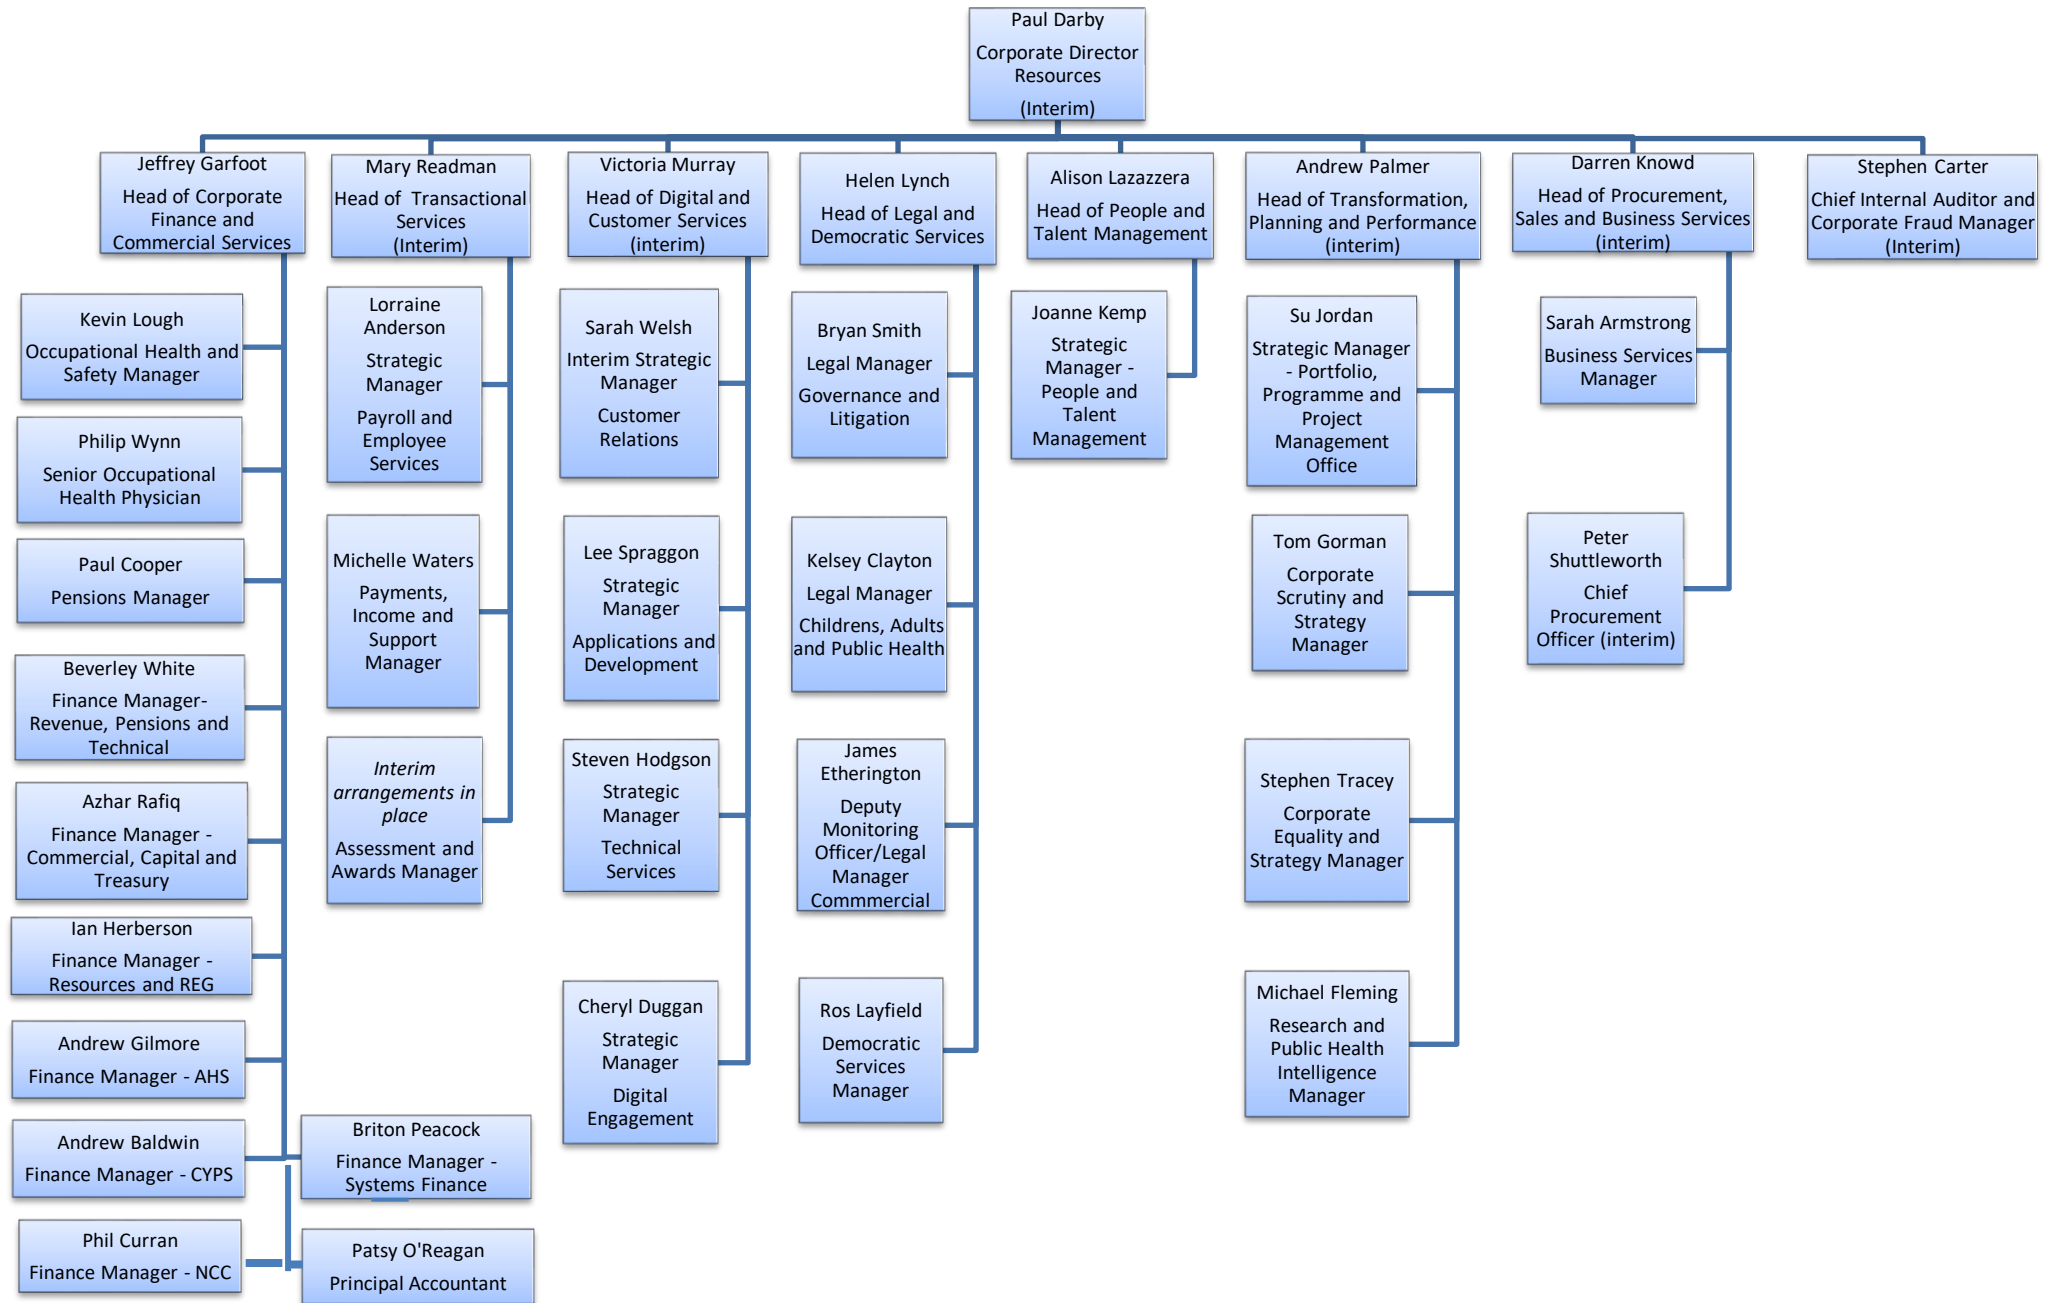 Paul Darby
Corporate Director
Resources
(Interim)
Jeffrey Garfoot
Head of Corporate
Finance and
Commercial Services
Mary Readman
Head of Transactional
Services
(Interim)
Victoria Murray
Head of Digital and
Customer Services
(interim)
Helen Lynch
Head of Legal and
Democratic Services
Alison Lazazzera
Head of People and
Talent Management
Andrew Palmer
Head of Transformation,
Planning and Performance
(interim)
Darren Knowd
Head of Procurement,
Sales and Business Services
(interim)
Stephen Carter
Chief Internal Auditor and
Corporate Fraud Manager
(Interim)
Kevin Lough
Occupational Health and
Safety Manager
Philip Wynn
Senior Occupational
Health Physician
Paul Cooper
Pensions Manager
Beverley White
Finance Manager-
Revenue, Pensions and
Technical
Azhar Rafiq
Finance Manager -
Commercial, Capital and
Treasury
Ian Herberson
Finance Manager -
Resources and REG
Andrew Gilmore
Finance Manager - AHS
Andrew Baldwin
Finance Manager - CYPS
Phil Curran
Finance Manager - NCC
Briton Peacock
Finance Manager -
Systems Finance
Patsy O'Reagan
Principal Accountant
Lorraine
Anderson
Strategic
Manager
Payroll and
Employee
Services
Michelle Waters
Payments,
Income and
Support
Manager
Interim
arrangements in
place
Assessment and
Awards Manager
Sarah Welsh
Interim Strategic
Manager
Customer
Relations
Lee Spraggon
Strategic
Manager
Applications and
Development
Steven Hodgson
Strategic
Manager
Technical
Services
Cheryl Duggan
Strategic
Manager
Digital
Engagement
Bryan Smith
Legal Manager
Governance and
Litigation
Kelsey Clayton
Legal Manager
Childrens, Adults
and Public Health
James
Etherington
Deputy
Monitoring
Officer/Legal
Manager
Commmercial
Ros Layfield
Democratic
Services
Manager
Joanne Kemp
Strategic
Manager -
People and
Talent
Management
Su Jordan
Strategic Manager
- Portfolio,
Programme and
Project
Management
Office
Tom Gorman
Corporate
Scrutiny and
Strategy
Manager
Stephen Tracey
Corporate
Equality and
Strategy Manager
Michael Fleming
Research and
Public Health
Intelligence
Manager
Sarah Armstrong
Business Services
Manager
Peter
Shuttleworth
Chief
Procurement
Officer (interim)